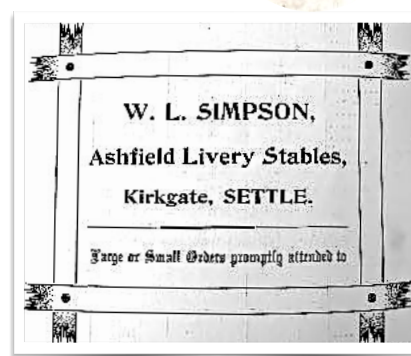 W. L. SIMPSON,
Ashfield Livery Stables,
Kirkgate, SETTLE.
Large or Small Orders promptly attended to